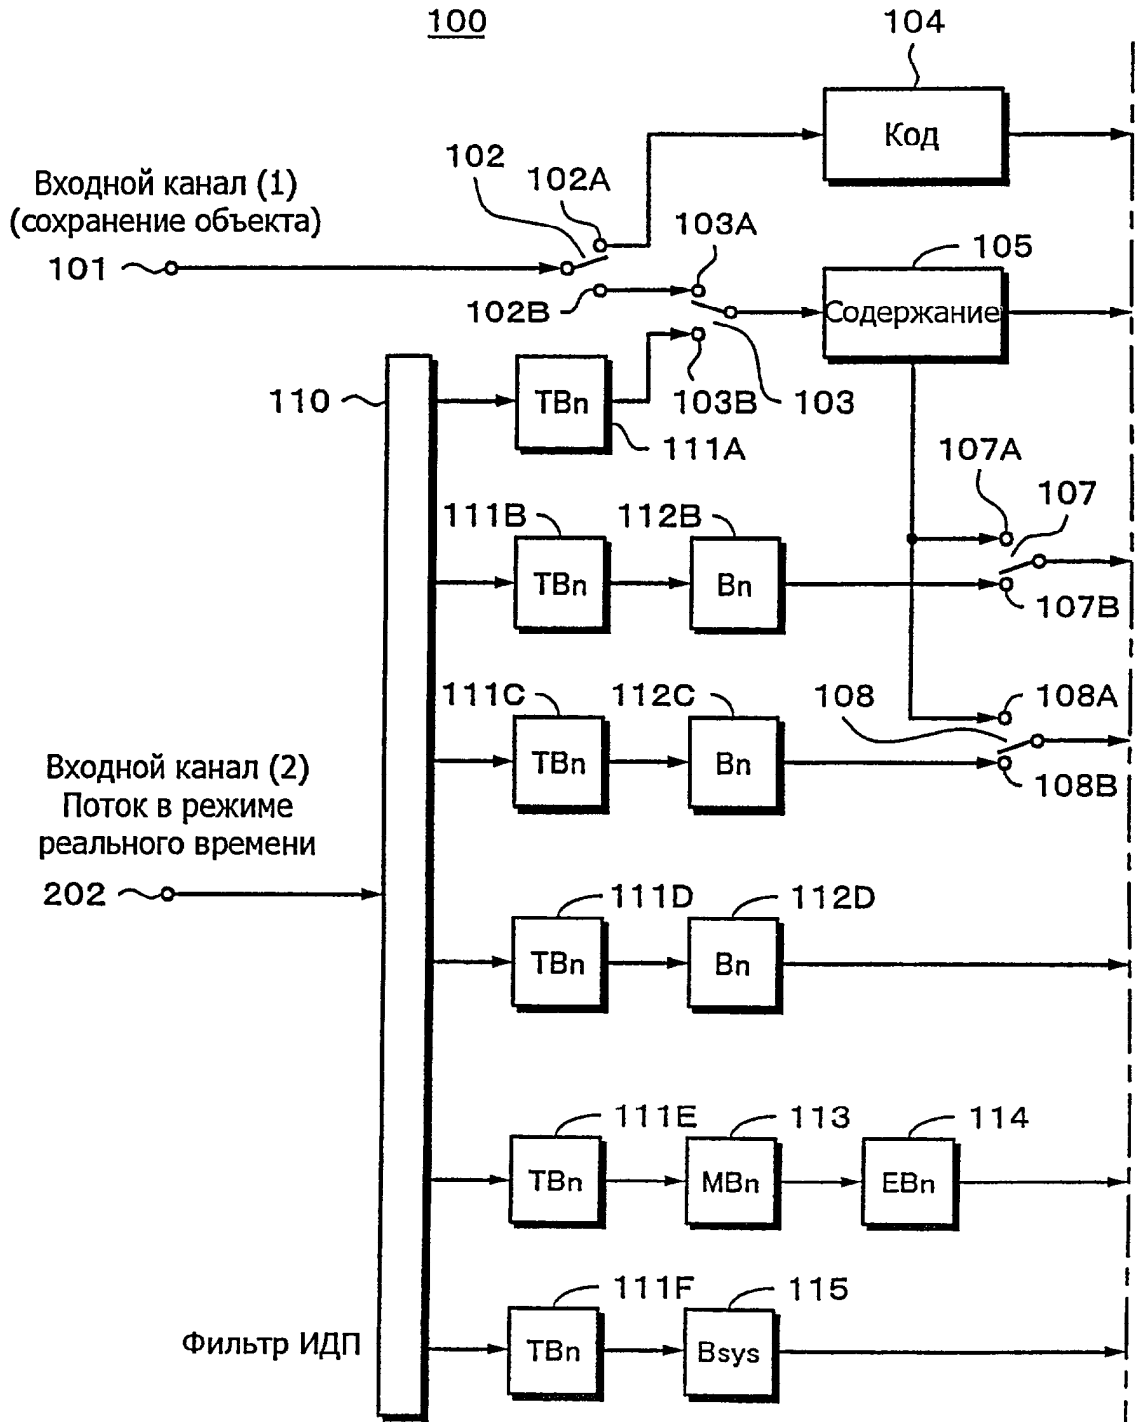 100
104
Код
102
102A
Входной канал (1)
(сохранение объекта)
101
103A
105
102B
Содержание
110
TBn
103B
103
111A
107A
107
111B
112B
TBn
Bn
107B
111C
112C
108
108A
TBn
Bn
108B
Входной канал (2)
Поток в режиме
реального времени
202
111D
112D
TBn
Bn
111E
113
114
TBn
MBn
EBn
111F
115
Фильтр ИДП
TBn
Bsys